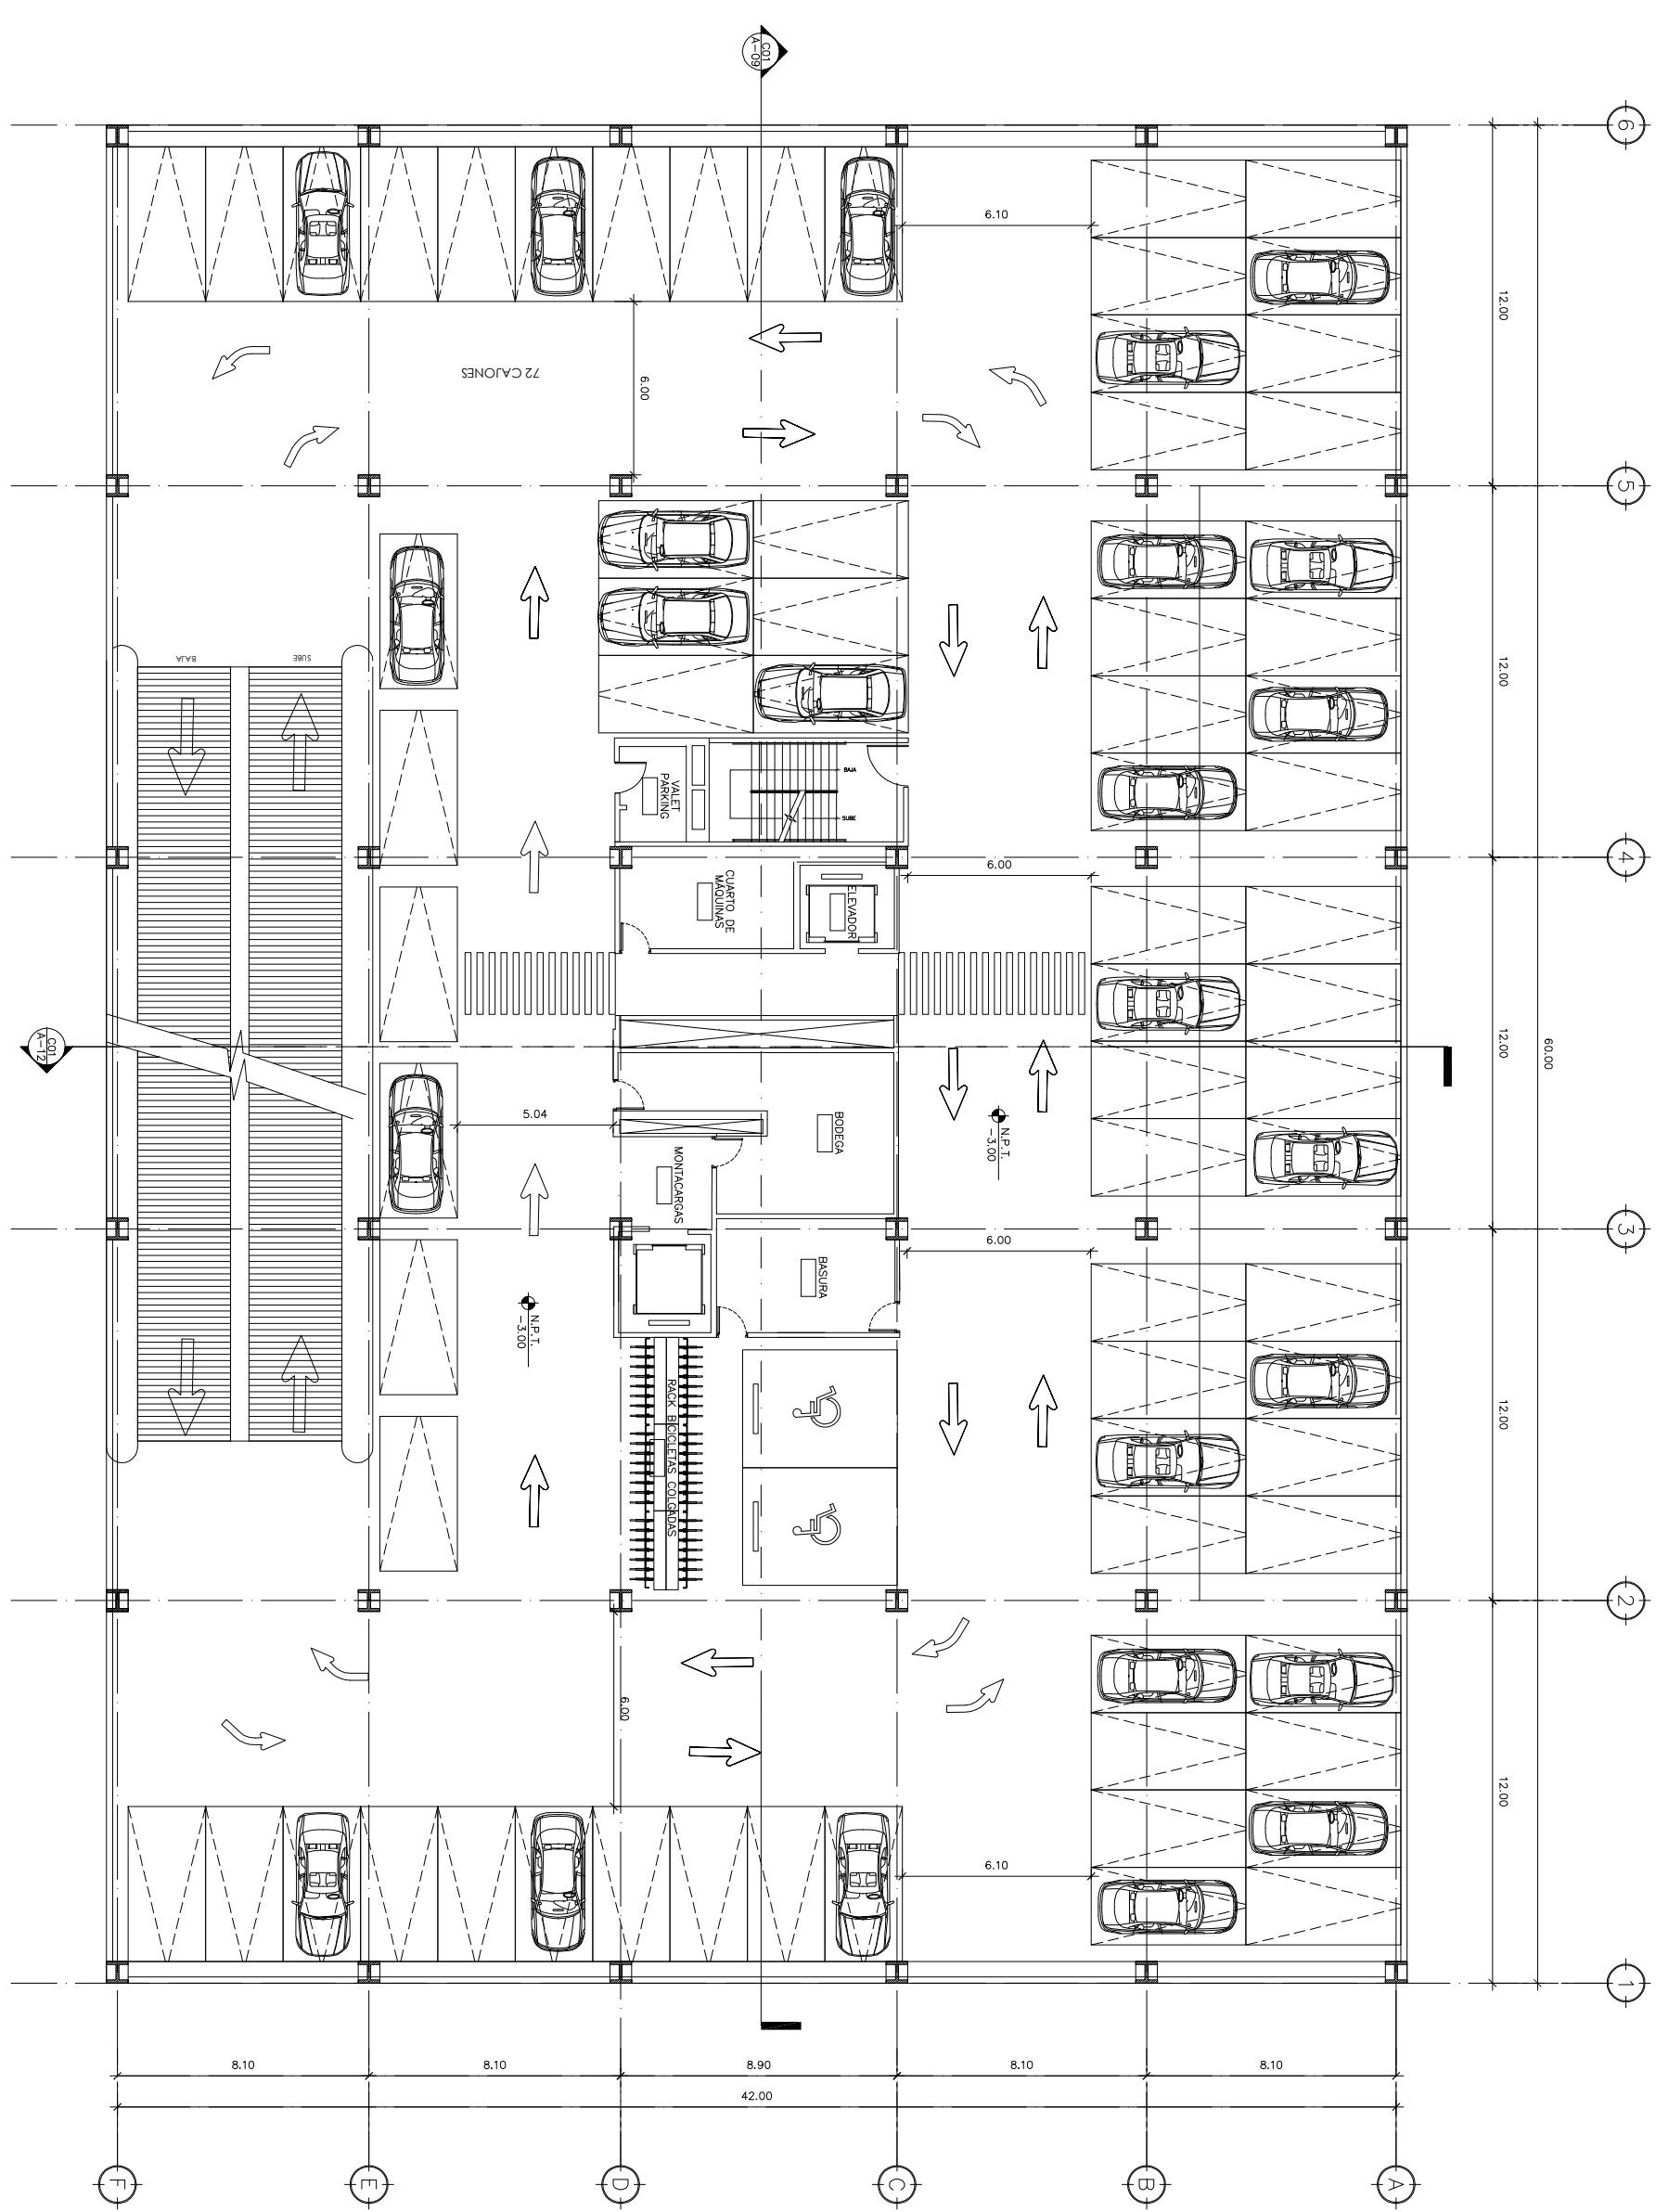 C01
A-09
6
6.10
12.00
72 CAJONES
6.00
5
BAJA
SUBE
12.00
VALET
PARKING
BAJA
SUBE
4
6.00
CUARTO DE
MÁQUINAS
ELEVADOR
C01
A-12
12.00
60.00
5.04
BODEGA
N.P.T.
-3.00
MONTACARGAS
3
6.00
BASURA
N.P.T.
-3.00
RACK BICICLETAS COLGADAS
12.00
2
6.00
12.00
6.10
1
8.10
8.10
8.90
8.10
8.10
42.00
F
E
D
C
B
A